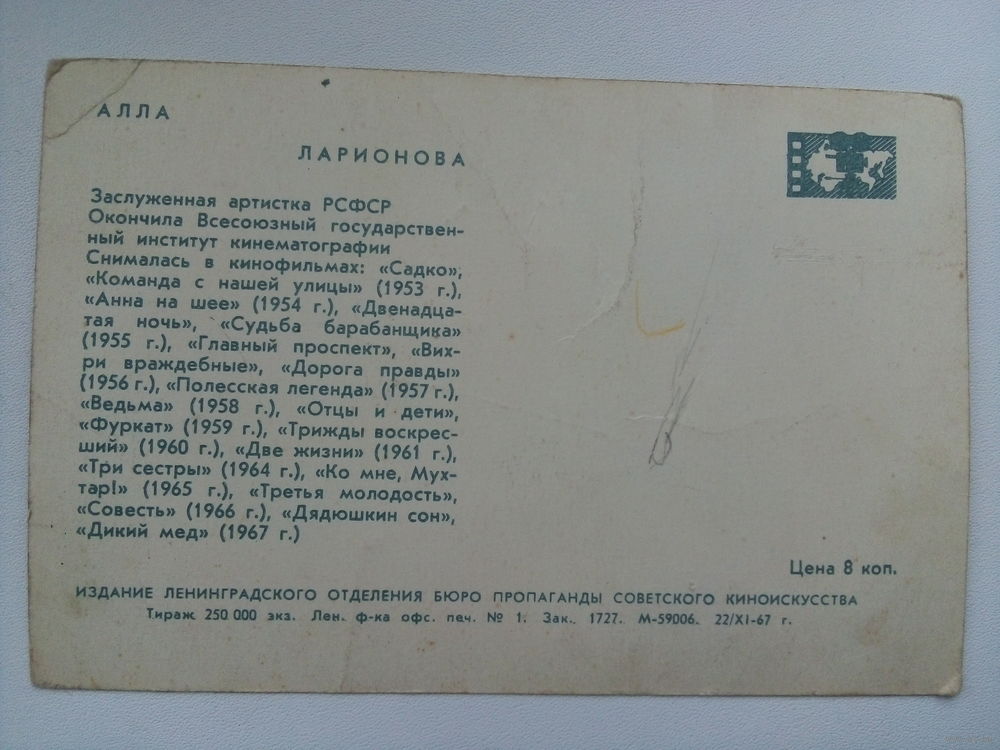 АЛЛА
ЛАРИОНОВА
Заслуженная артистка РСФСР
Окончила Всесоюзный государствен-
ный институт кинематографии
Снималась в кинофильмах: «Садко»,
«Команда с нашей улицы» (1953 г.),
«Анна на шее» (1954 г.), «Двенадца-
тая ночь», «Судьба барабанщика»
(1955 г.), «Главный проспект», «Вих-
ри враждебные», «Дорога правды»
(1956 г.), «Полесская легенда» (1957 г.),
«Ведьма» (1958 г.), «Отцы и дети»,
«Фуркат» (1959 г.), «Трижды воскрес-
ший» (1960 г.), «Две жизни» (1961 г.),
«Три сестры» (1964 г.), «Ко мне, Мух-
тар!» (1965 г.), «Третья молодость»,
«Совесть» (1966 г.), «Дядюшкин сон»,
«Дикий мед» (1967 г.)
Цена 8 коп.
ИЗДАНИЕ ЛЕНИНГРАДСКОГО ОТДЕЛЕНИЯ БЮРО ПРОПАГАНДЫ СОВЕТСКОГО КИНОИСКУССТВА
Тираж 250 000 экз. Лен. ф-ка офс. печ. № 1. Зак. 1727. М-59006. 22/XI-67 г.